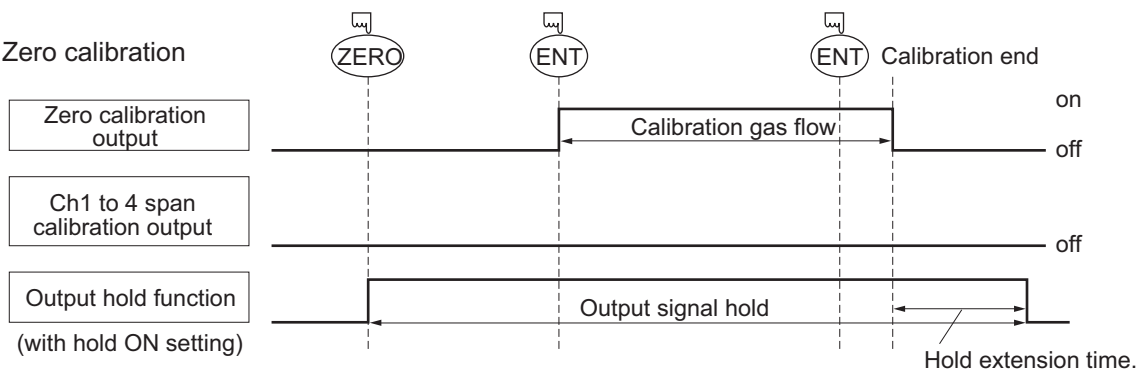 Zero calibration
ZERO
ENT
ENT
Calibration end
Zero calibration
output
Calibration gas flow
on
off
Ch1 to 4 span
calibration output
off
Output hold function
(with hold ON setting)
Output signal hold
Hold extension time.